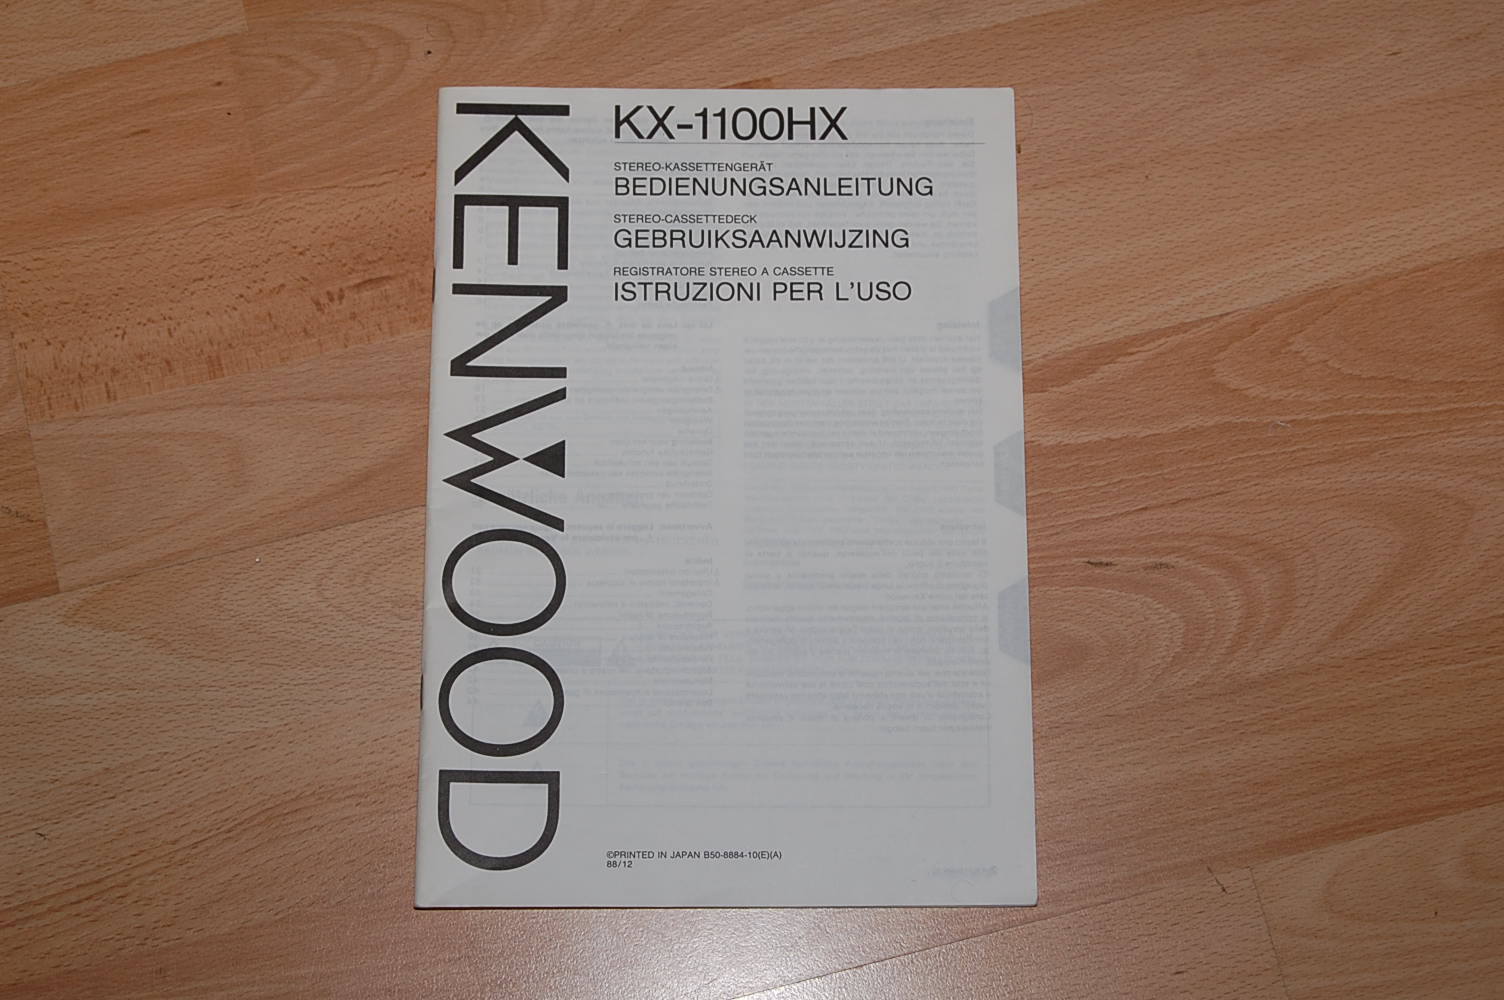 KENWOOD
KX-1100HX
STEREO-KASSETTENGERÄT
BEDIENUNGSANLEITUNG
STEREO-CASSETTEDECK
GEBRUIKSAANWIJZING
REGISTRATORE STEREO A CASSETTE
ISTRUZIONI PER L'USO
©PRINTED IN JAPAN B50-8884-10(E)(A)
88/12